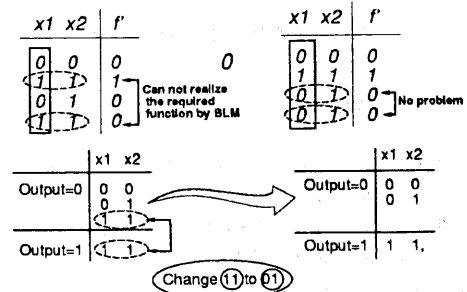 x1 x2 f'
0 0 0
1 1 1
0 1 0
1 1 0
Can not realize
the required
function by BLM
0
x1 x2 f'
0 0 0
1 1 1
0 1 0
0 1 0
No problem
x1 x2
Output=0 0 0
0 1
1 1
Output=1 1 1
x1 x2
Output=0 0 0
0 1
Output=1 1 1,
Change 11 to 01